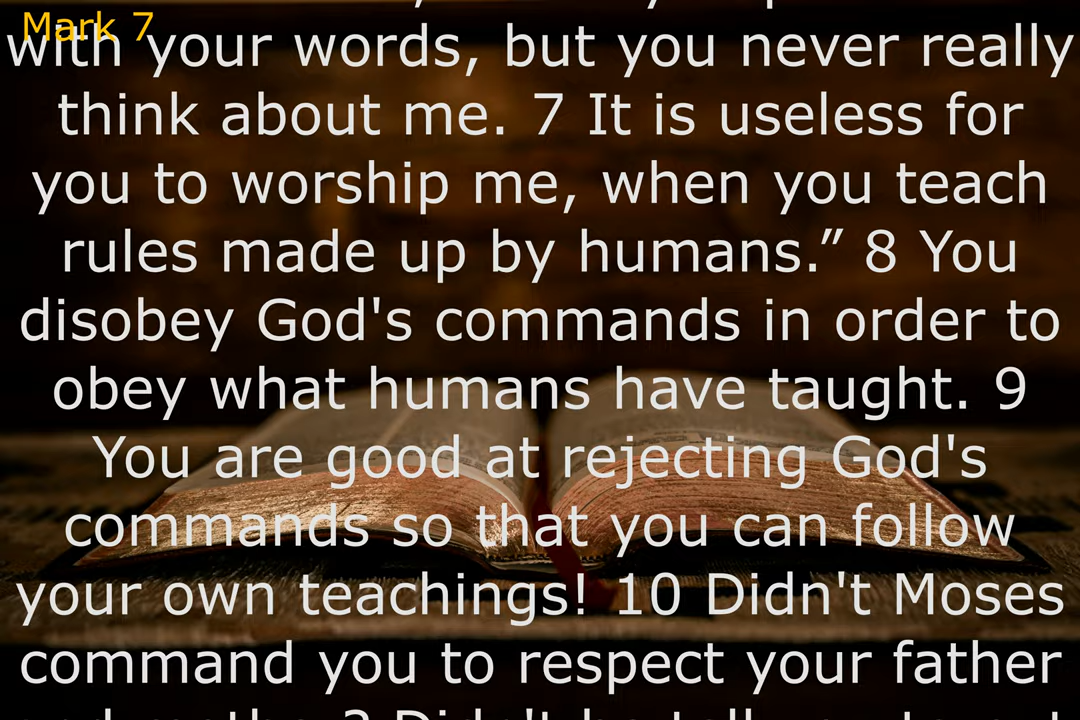 Mark 7
with your words, but you never really
think about me. 7 It is useless for
you to worship me, when you teach
rules made up by humans.” 8 You
disobey God's commands in order to
obey what humans have taught. 9
You are good at rejecting God's
commands so that you can follow
your own teachings! 10 Didn't Moses
command you to respect your father